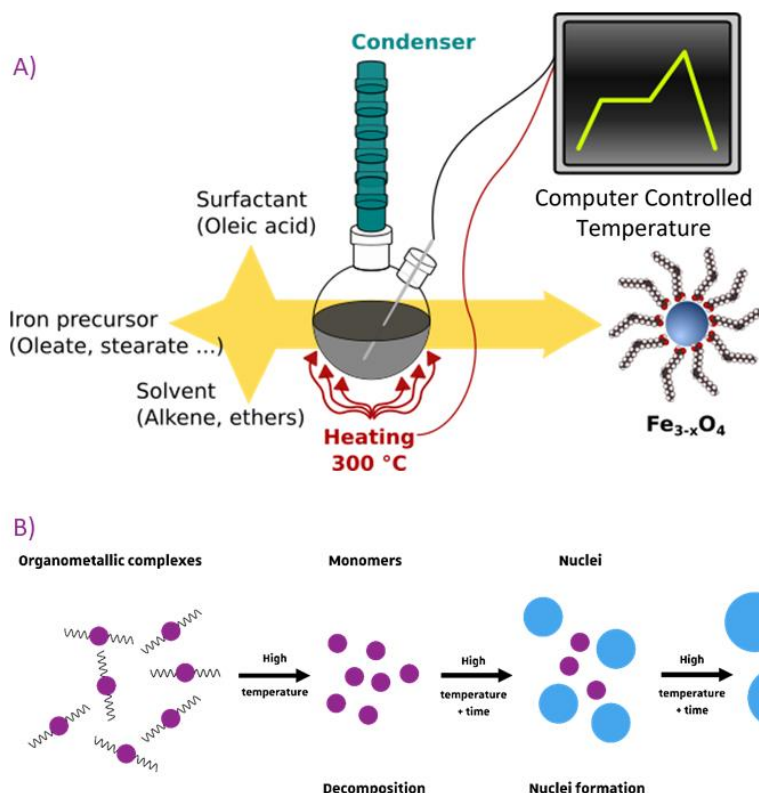 A)
Condenser
Surfactant
(Oleic acid)
Computer Controlled
Temperature
Iron precursor
(Oleate, stearate ...)
Solvent
(Alkene, ethers)
Heating
300 °C
Fe₃₋ₓO₄
B)
Organometallic complexes
Monomers
Nuclei
High
temperature
High
temperature
+ time
High
temperature
+ time
Decomposition
Nuclei formation